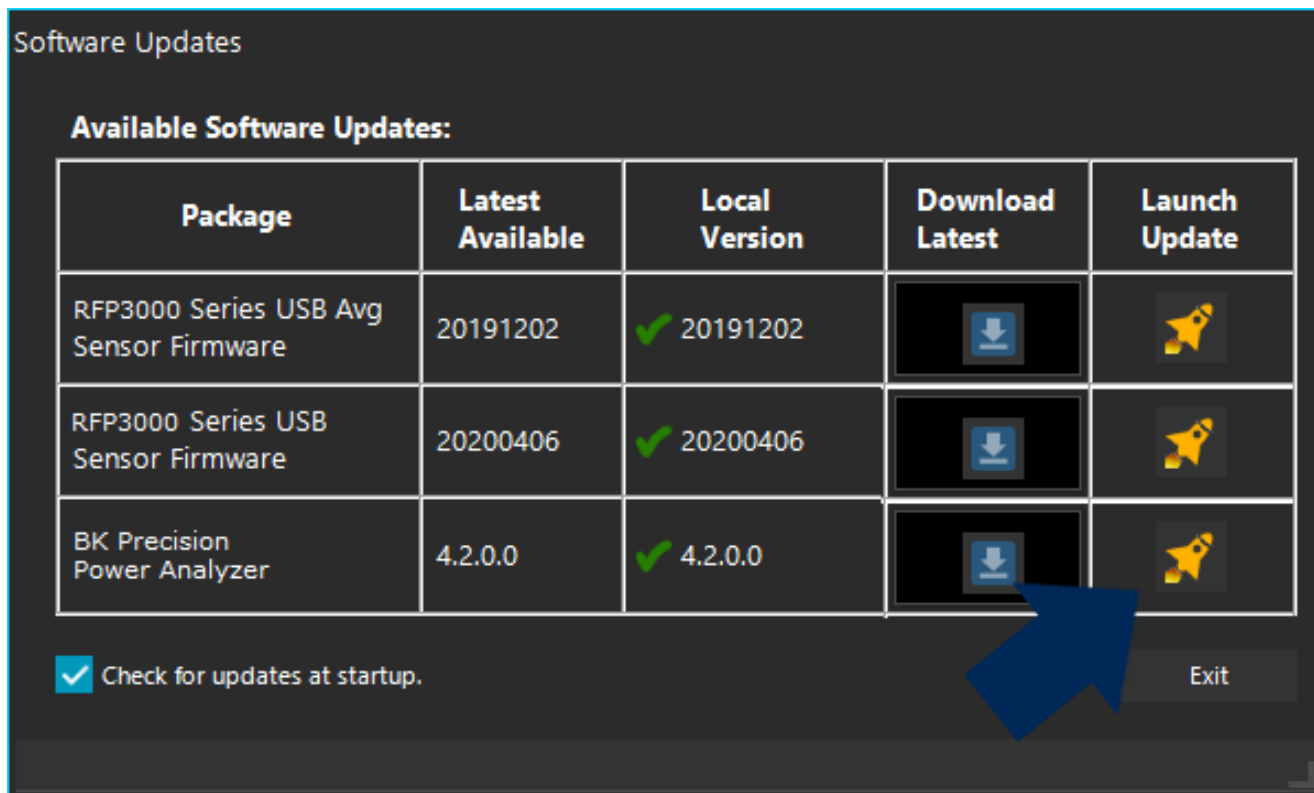 Software Updates
Available Software Updates:
Package
Latest
Available
Local
Version
Download
Latest
Launch
Update
RFP3000 Series USB Avg
Sensor Firmware
20191202
20191202
RFP3000 Series USB
Sensor Firmware
20200406
20200406
BK Precision
Power Analyzer
4.2.0.0
4.2.0.0
Check for updates at startup.
Exit